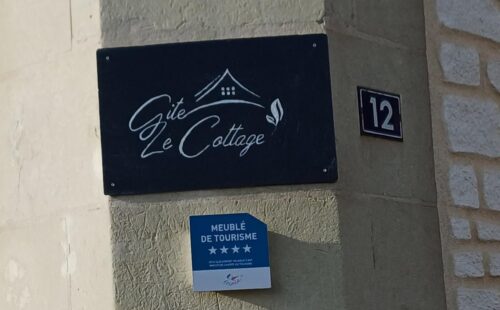 Gîte
Le Cottage
12
MEUBLÉ
DE TOURISME
★★★★